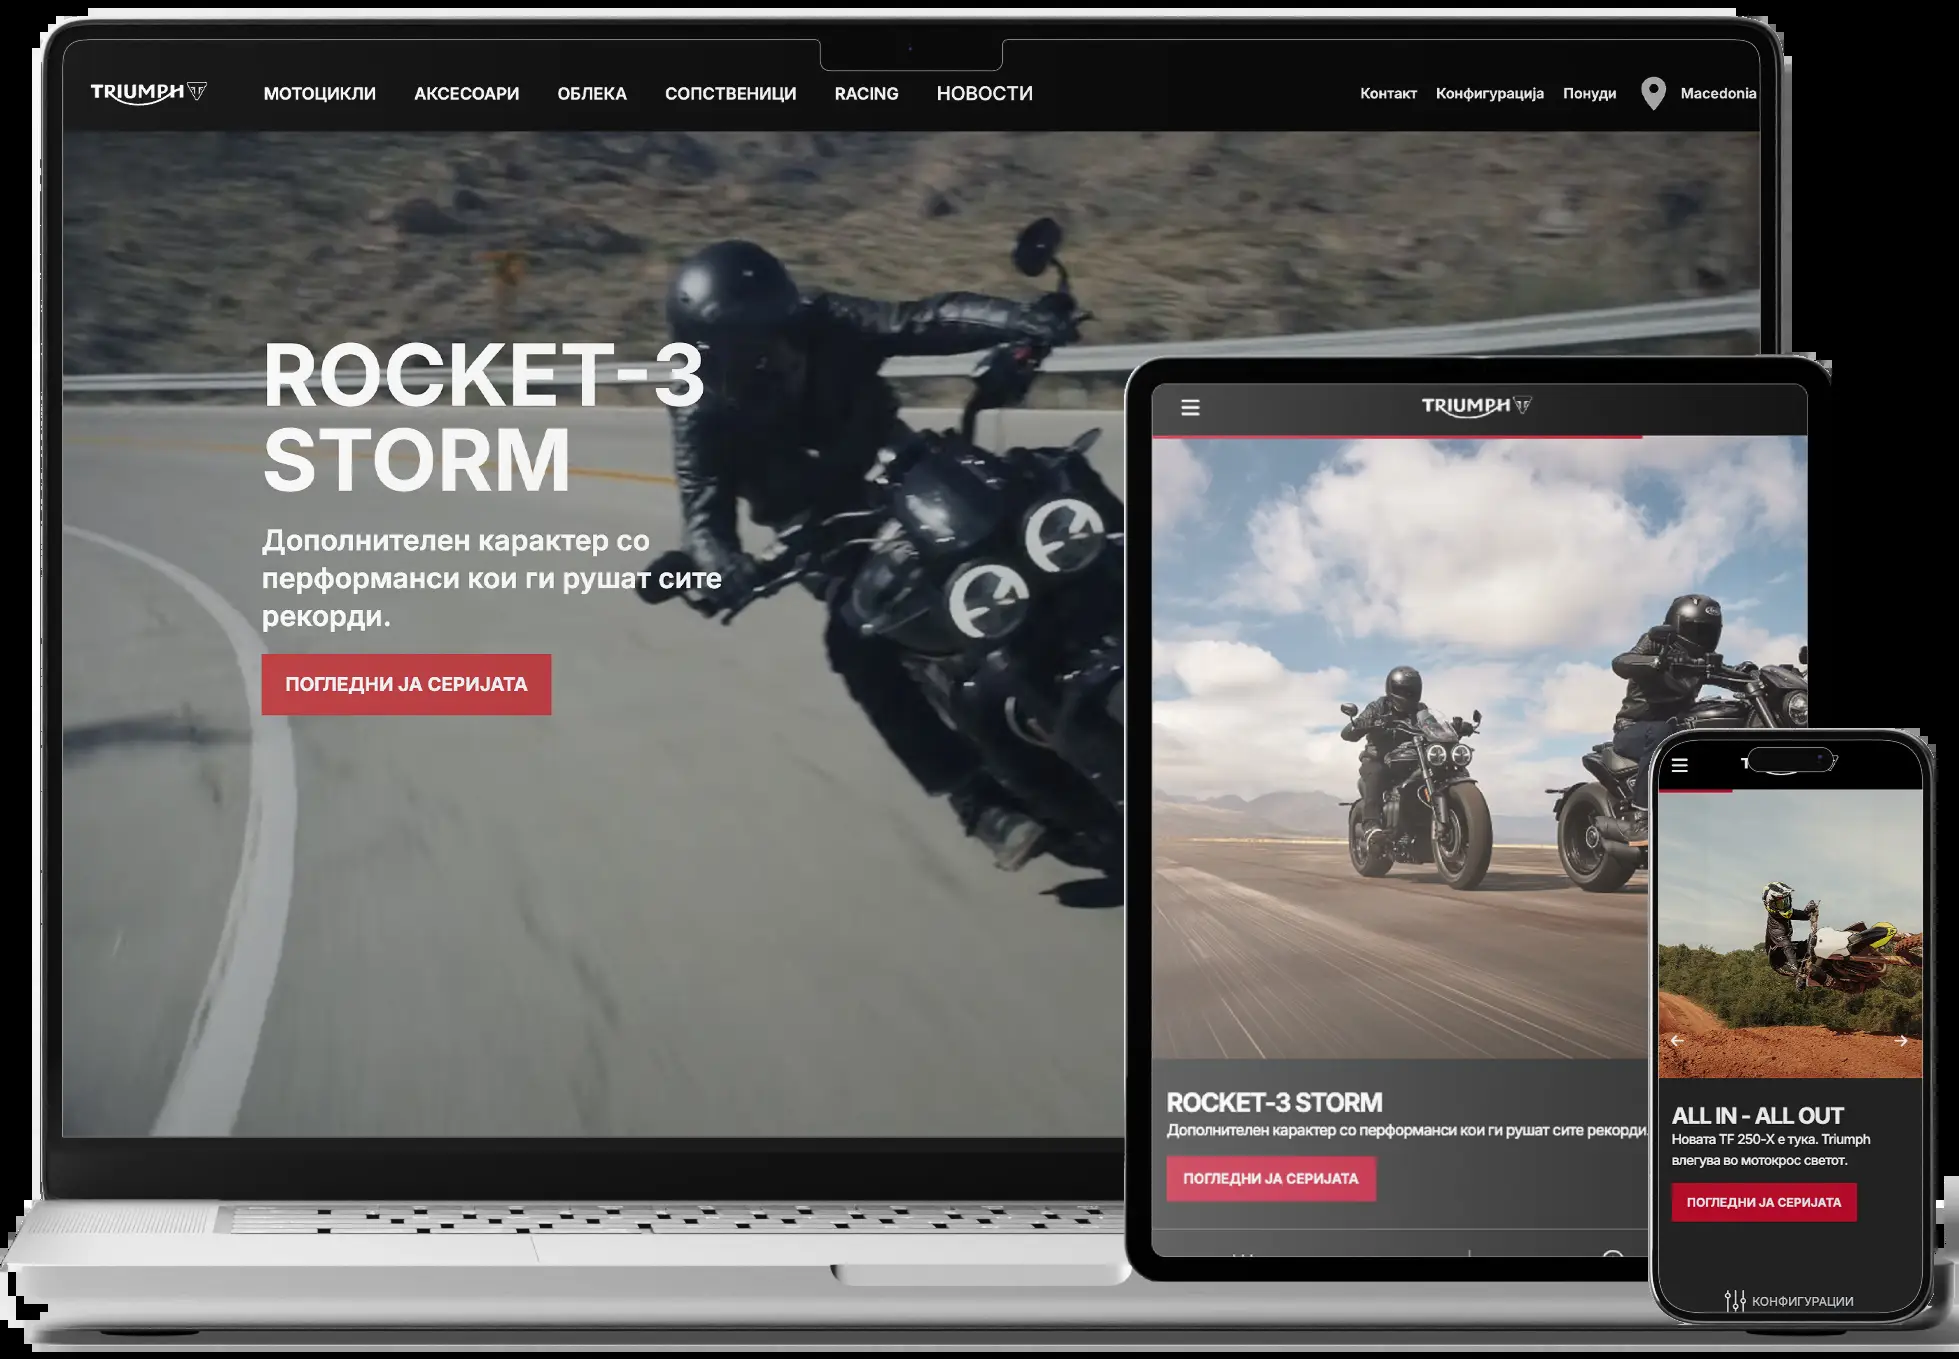 TRIUMPH
МОТОЦИКЛИ АКСЕСОАРИ ОБЛЕКА СОПСТВЕНИЦИ RACING НОВОСТИ
Контакт Конфигурација Понуди Macedonia
ROCKET-3
STORM
Дополнителен карактер со
перформанси кои ги рушат сите
рекорди.
ПОГЛЕДНИ ЈА СЕРИЈАТА
TRIUMPH
ROCKET-3 STORM
Дополнителен карактер со перформанси кои ги рушат сите рекорди.
ПОГЛЕДНИ ЈА СЕРИЈАТА
ALL IN - ALL OUT
Новата TF 250-X е тука. Triumph
влегува во мотокрос светот.
ПОГЛЕДНИ ЈА СЕРИЈАТА
КОНФИГУРАЦИИ